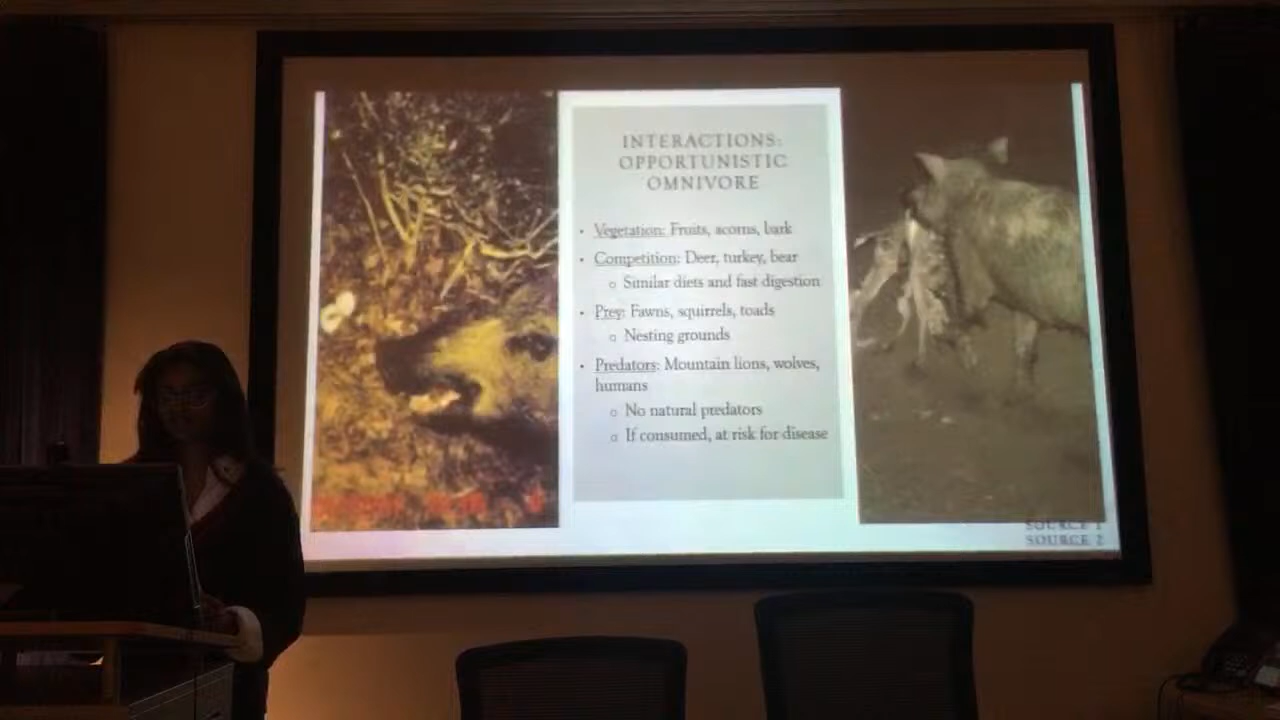 INTERACTIONS:
OPPORTUNISTIC
OMNIVORE
• Vegetation: Fruits, acorns, bark
• Competition: Deer, turkey, bear
o Similar diets and fast digestion
• Prey: Fawns, squirrels, toads
o Nesting grounds
• Predators: Mountain lions, wolves,
humans
o No natural predators
o If consumed, at risk for disease
SOURCE 1
SOURCE 2